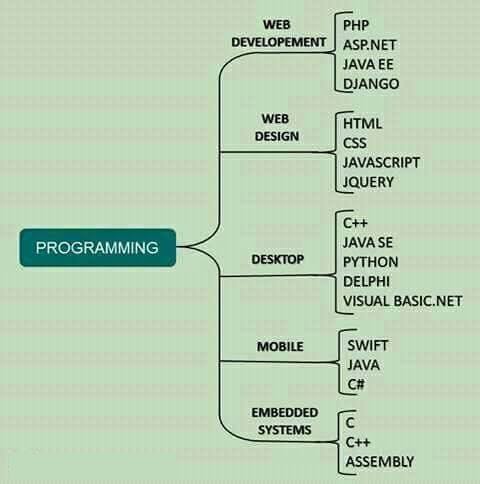 PROGRAMMING
WEB
DEVELOPEMENT
PHP
ASP.NET
JAVA EE
DJANGO
WEB
DESIGN
HTML
CSS
JAVASCRIPT
JQUERY
DESKTOP
C++
JAVA SE
PYTHON
DELPHI
VISUAL BASIC.NET
MOBILE
SWIFT
JAVA
C#
EMBEDDED
SYSTEMS
C
C++
ASSEMBLY